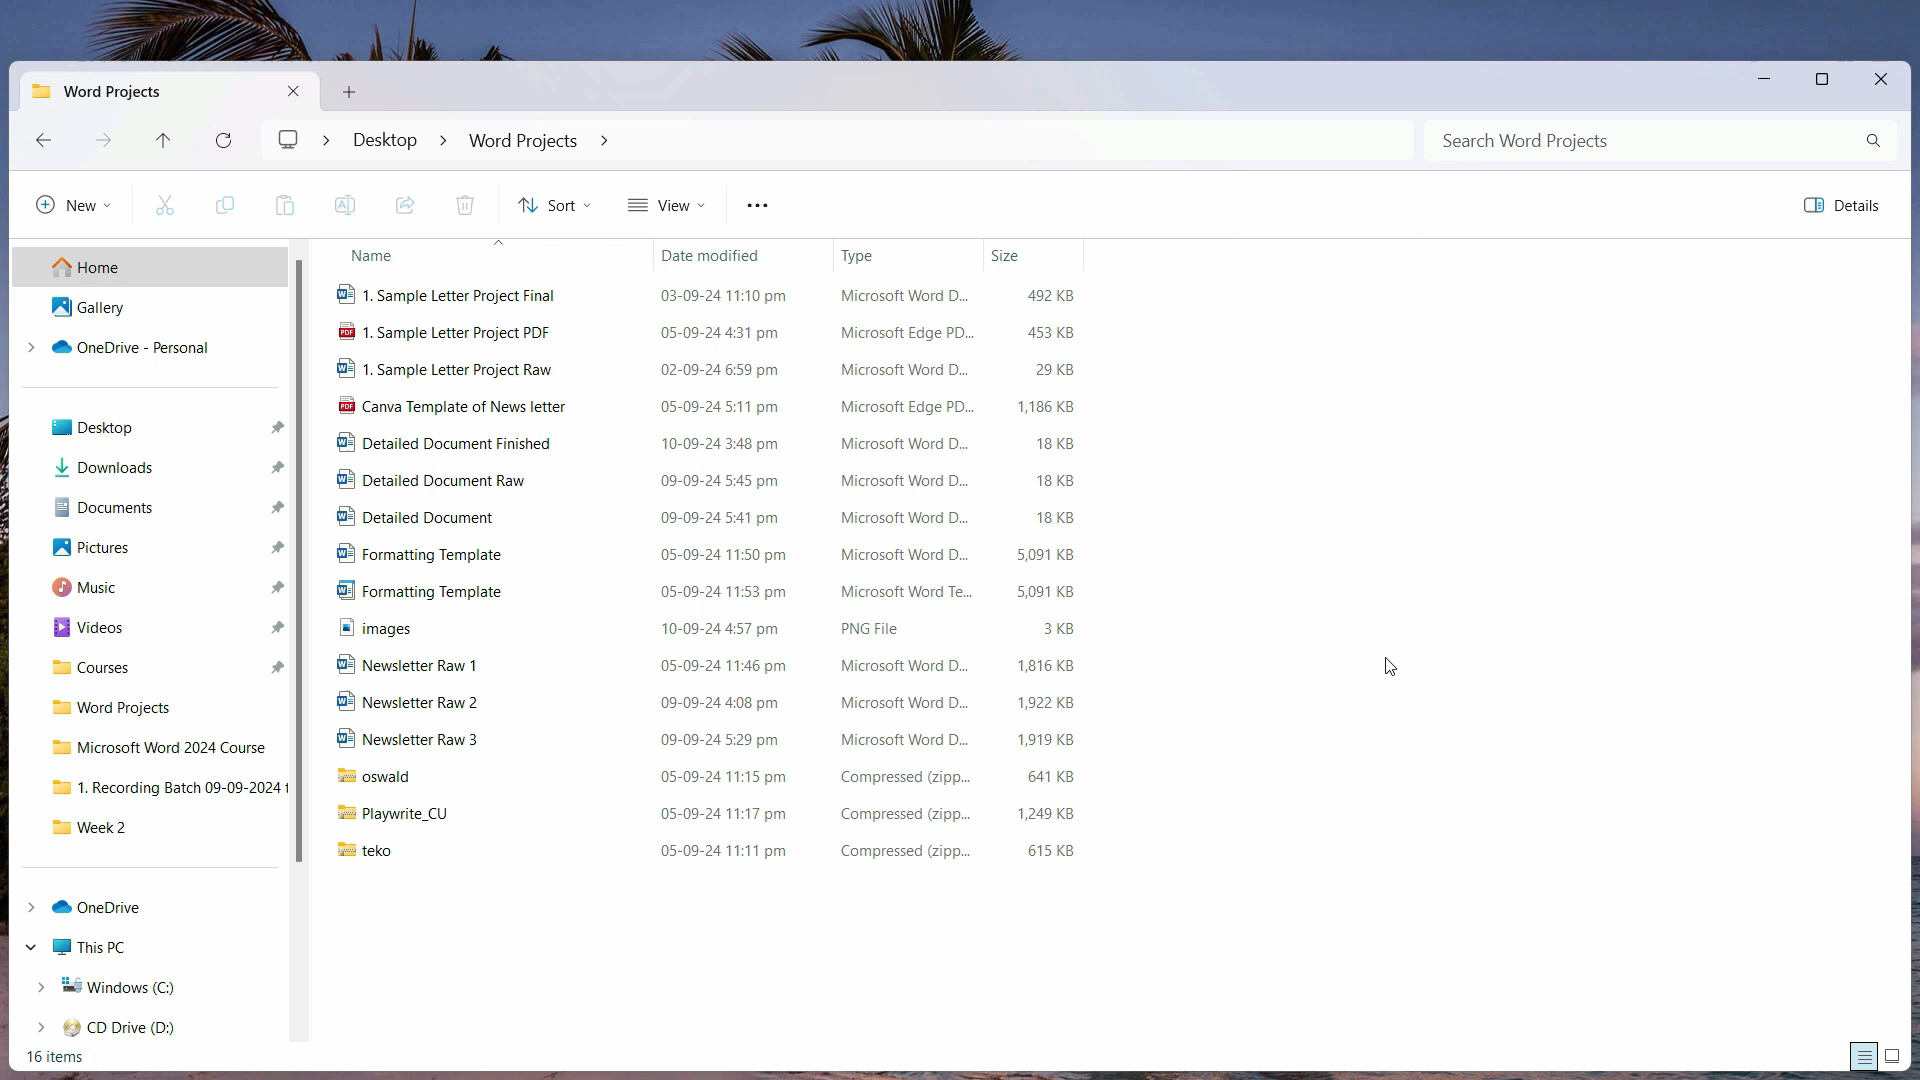 Word Projects
Desktop > Word Projects >
Search Word Projects
New
Sort
View
Details
Home
Gallery
OneDrive - Personal
Desktop
Downloads
Documents
Pictures
Music
Videos
Courses
Word Projects
Microsoft Word 2024 Course
1. Recording Batch 09-09-2024 t
Week 2
OneDrive
This PC
Windows (C:)
CD Drive (D:)
Name Date modified Type Size
1. Sample Letter Project Final 03-09-24 11:10 pm Microsoft Word D... 492 KB
1. Sample Letter Project PDF 05-09-24 4:31 pm Microsoft Edge PD... 453 KB
1. Sample Letter Project Raw 02-09-24 6:59 pm Microsoft Word D... 29 KB
Canva Template of News letter 05-09-24 5:11 pm Microsoft Edge PD... 1,186 KB
Detailed Document Finished 10-09-24 3:48 pm Microsoft Word D... 18 KB
Detailed Document Raw 09-09-24 5:45 pm Microsoft Word D... 18 KB
Detailed Document 09-09-24 5:41 pm Microsoft Word D... 18 KB
Formatting Template 05-09-24 11:50 pm Microsoft Word D... 5,091 KB
Formatting Template 05-09-24 11:53 pm Microsoft Word Te... 5,091 KB
images 10-09-24 4:57 pm PNG File 3 KB
Newsletter Raw 1 05-09-24 11:46 pm Microsoft Word D... 1,816 KB
Newsletter Raw 2 09-09-24 4:08 pm Microsoft Word D... 1,922 KB
Newsletter Raw 3 09-09-24 5:29 pm Microsoft Word D... 1,919 KB
oswald 05-09-24 11:15 pm Compressed (zipp... 641 KB
Playwrite_CU 05-09-24 11:17 pm Compressed (zipp... 1,249 KB
teko 05-09-24 11:11 pm Compressed (zipp... 615 KB
16 items